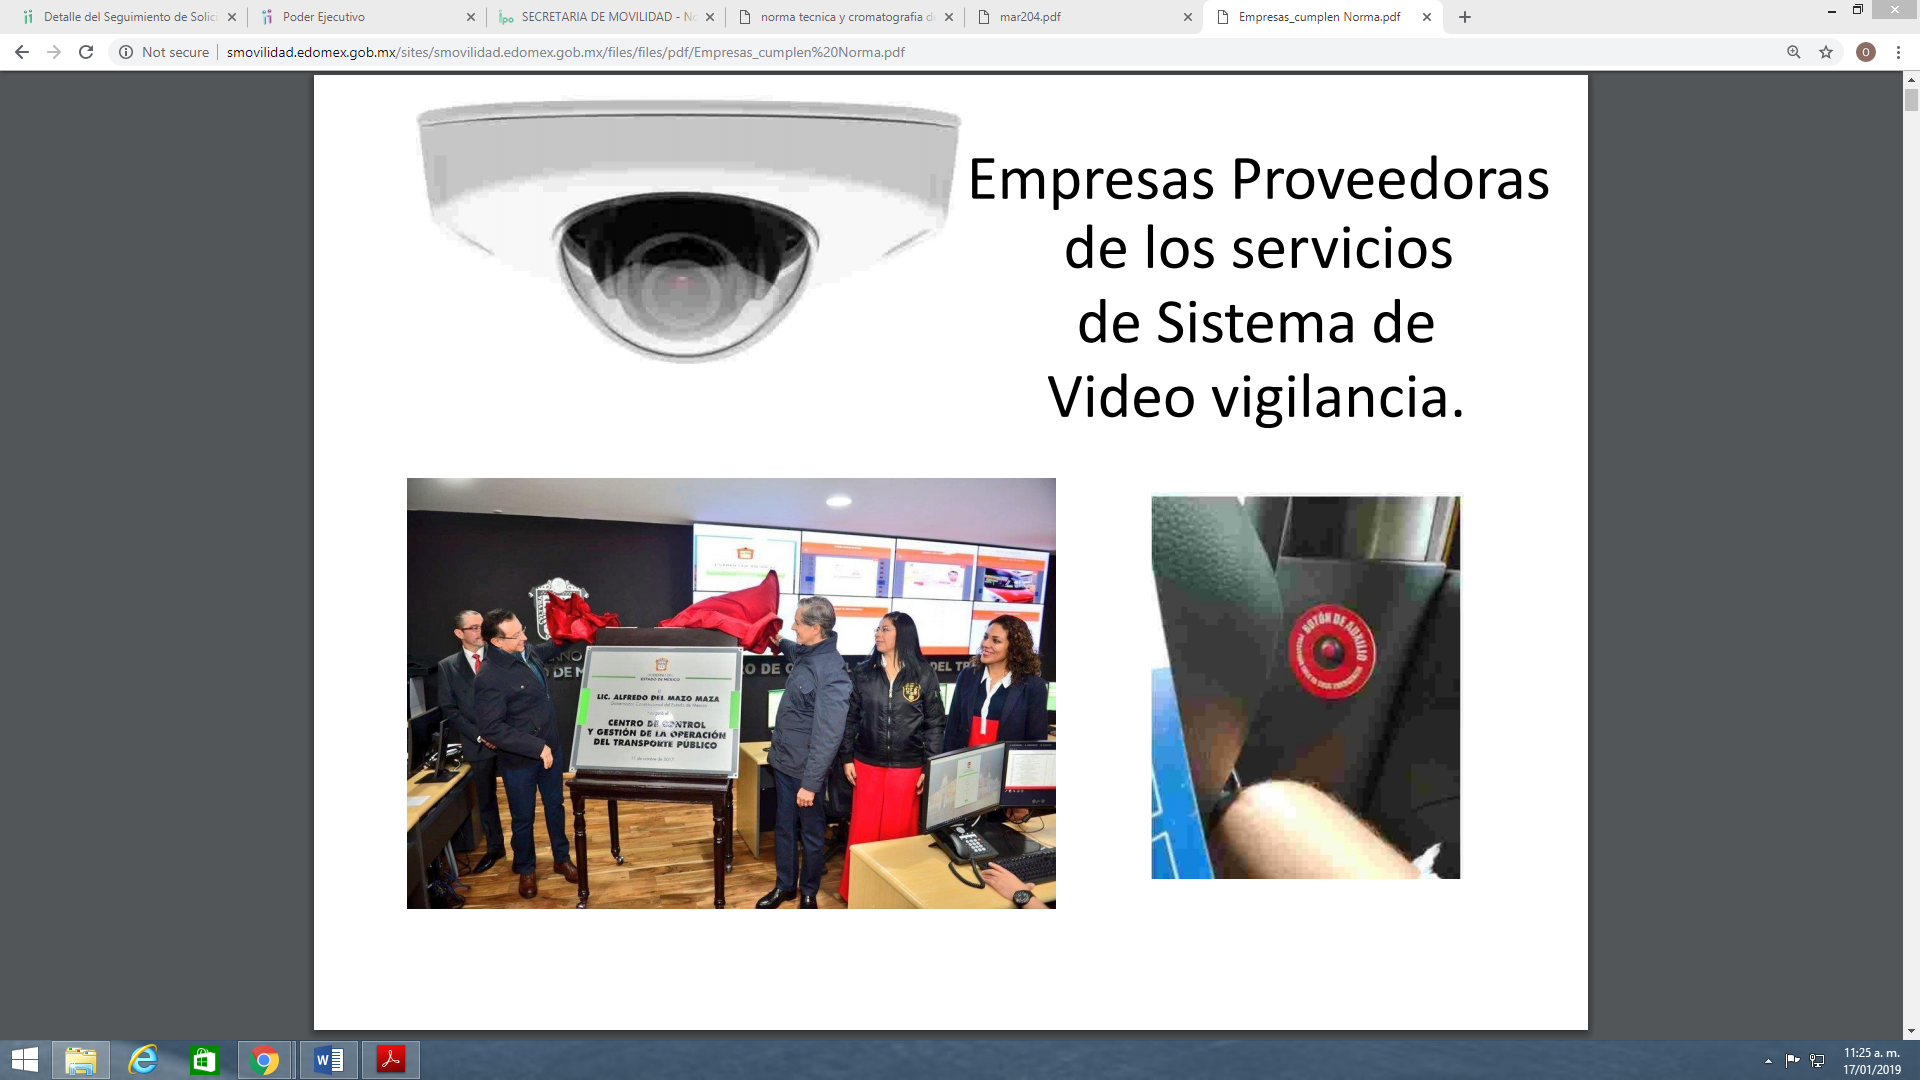 Detalle del Seguimiento de Solici
Poder Ejecutivo
SECRETARIA DE MOVILIDAD - No
norma tecnica y cromatografia d
mar204.pdf
Empresas_cumplen Norma.pdf
Not secure
smovilidad.edomex.gob.mx/sites/smovilidad.edomex.gob.mx/files/files/pdf/Empresas_cumplen%20Norma.pdf
O
Empresas Proveedoras
de los servicios
de Sistema de
Video vigilancia.
LIC. ALFREDO DEL MAZO MAZA
CENTRO DE CONTROL
Y GESTIÓN DE LA OPERACIÓN
DEL TRANSPORTE PÚBLICO
BOTÓN DE AUXILIO
11:25 a. m.
17/01/2019